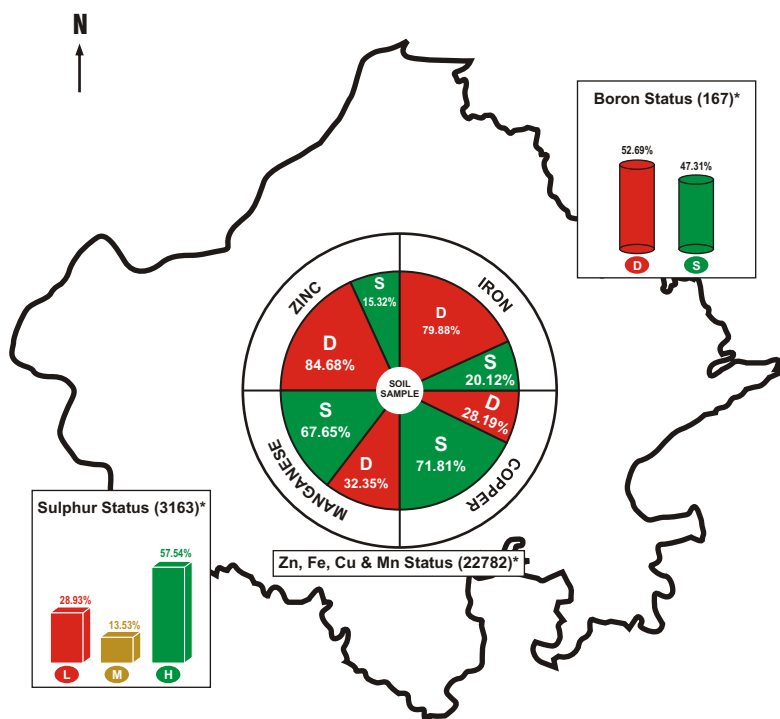 N
Boron Status (167)*
52.69%
47.31%
D
S
ZINC
IRON
S
15.32%
D
79.88%
D
84.68%
S
20.12%
SOIL
SAMPLE
D
28.19%
S
67.65%
S
71.81%
D
32.35%
MANGANESE
COPPER
Zn, Fe, Cu & Mn Status (22782)*
Sulphur Status (3163)*
57.54%
28.93%
13.53%
L
M
H